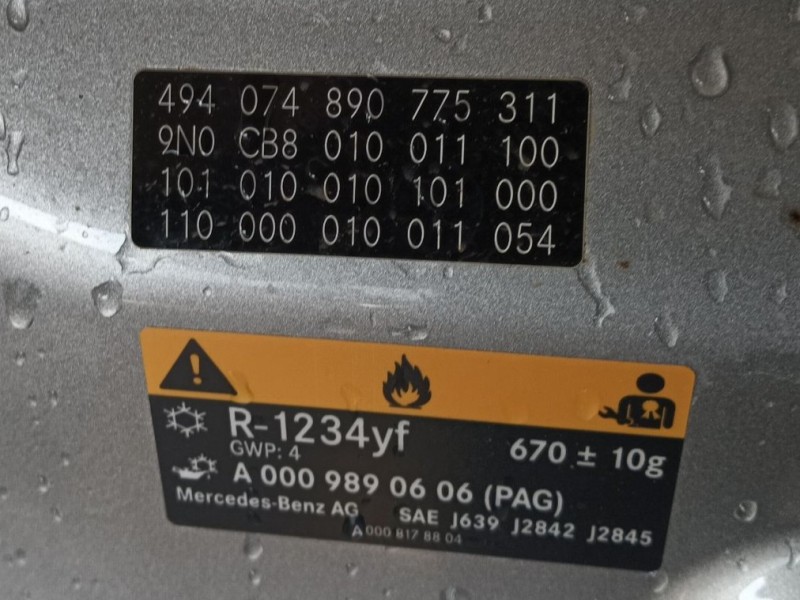 494 074 890 775 311
9N0 CB8 010 011 100
101 010 010 101 000
110 000 010 011 054
R-1234yf 670 ± 10g
GWP: 4
A 000 989 06 06 (PAG)
Mercedes-Benz AG SAE J639 J2842 J2845
A 000 817 88 04